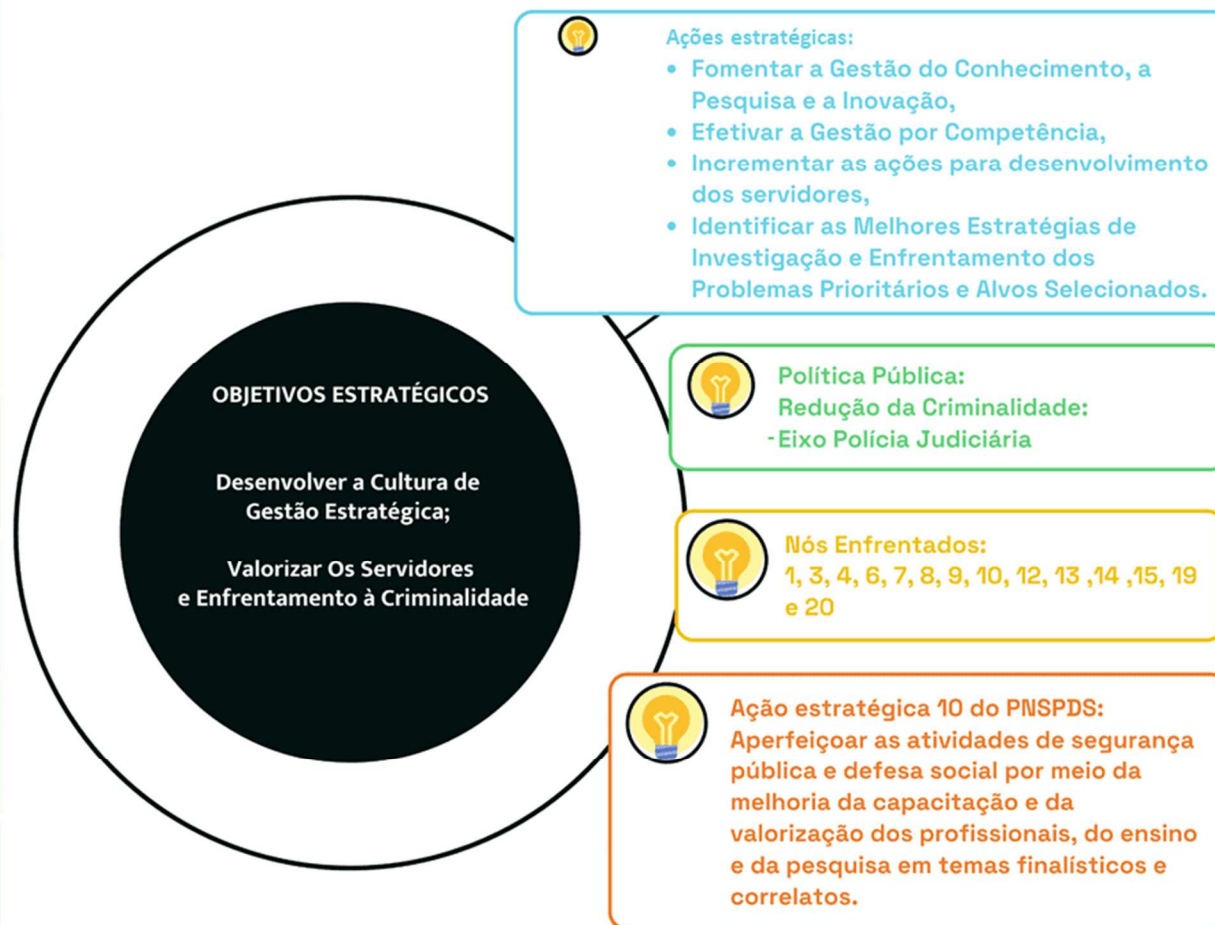 Ações estratégicas:
• Fomentar a Gestão do Conhecimento, a
Pesquisa e a Inovação,
• Efetivar a Gestão por Competência,
• Incrementar as ações para desenvolvimento
dos servidores,
• Identificar as Melhores Estratégias de
Investigação e Enfrentamento dos
Problemas Prioritários e Alvos Selecionados.
OBJETIVOS ESTRATÉGICOS
Desenvolver a Cultura de
Gestão Estratégica;
Valorizar Os Servidores
e Enfrentamento à Criminalidade
Política Pública:
Redução da Criminalidade:
-Eixo Polícia Judiciária
Nós Enfrentados:
1, 3, 4, 6, 7, 8, 9, 10, 12, 13 ,14 ,15, 19
e 20
Ação estratégica 10 do PNSPDS:
Aperfeiçoar as atividades de segurança
pública e defesa social por meio da
melhoria da capacitação e da
valorização dos profissionais, do ensino
e da pesquisa em temas finalísticos e
correlatos.